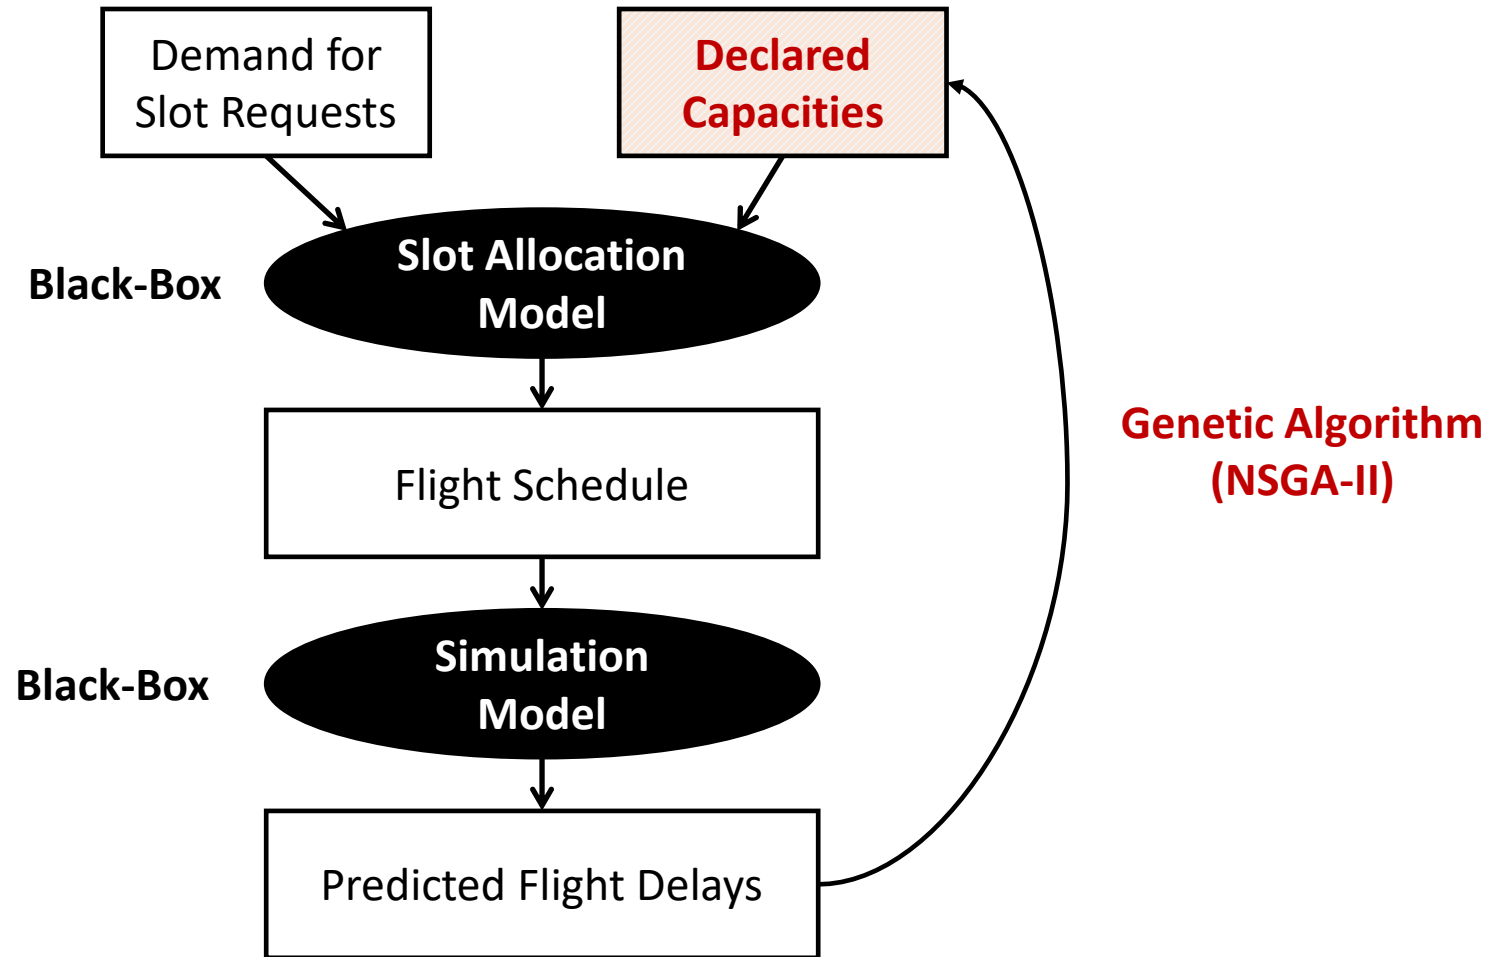 Demand for
Slot Requests
Declared
Capacities
Black-Box
Slot Allocation
Model
Flight Schedule
Genetic Algorithm
(NSGA-II)
Black-Box
Simulation
Model
Predicted Flight Delays